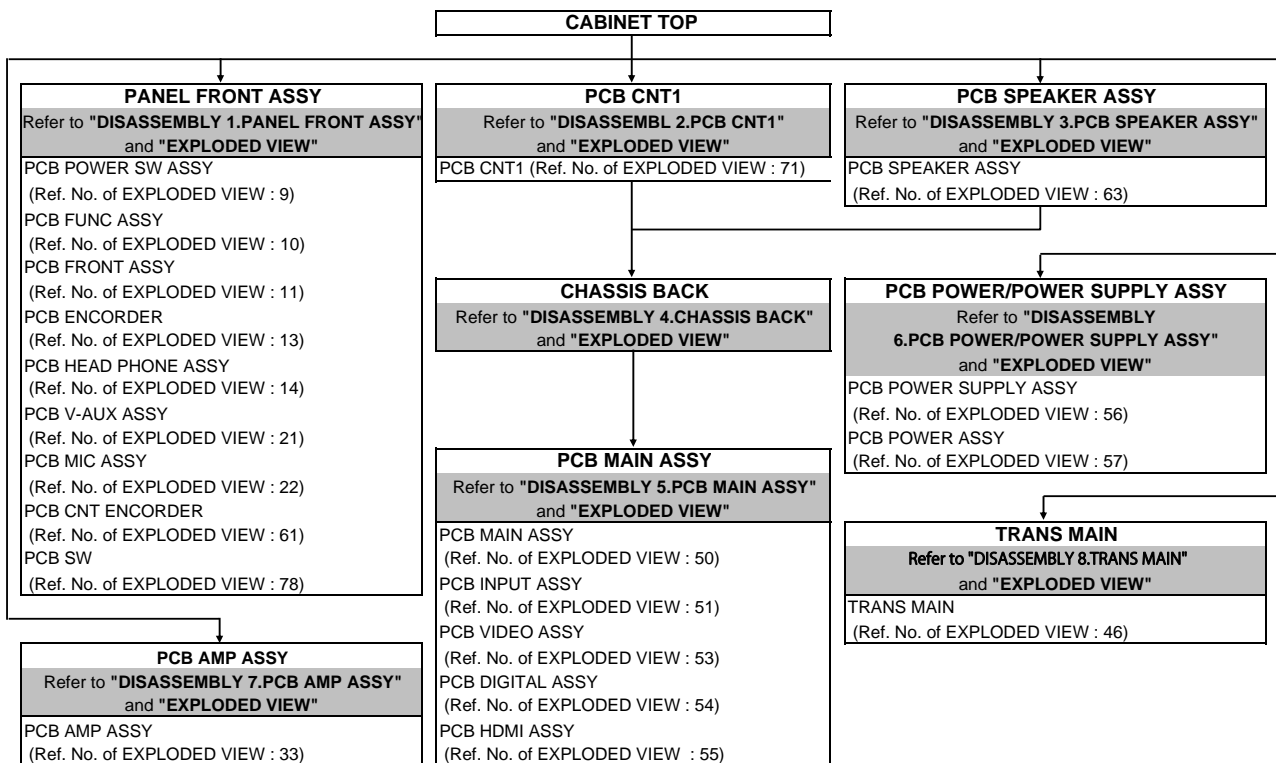 CABINET TOP
PANEL FRONT ASSY
Refer to "DISASSEMBLY 1.PANEL FRONT ASSY"
and "EXPLODED VIEW"
PCB POWER SW ASSY
(Ref. No. of EXPLODED VIEW : 9)
PCB FUNC ASSY
(Ref. No. of EXPLODED VIEW : 10)
PCB FRONT ASSY
(Ref. No. of EXPLODED VIEW : 11)
PCB ENCORDER
(Ref. No. of EXPLODED VIEW : 13)
PCB HEAD PHONE ASSY
(Ref. No. of EXPLODED VIEW : 14)
PCB V-AUX ASSY
(Ref. No. of EXPLODED VIEW : 21)
PCB MIC ASSY
(Ref. No. of EXPLODED VIEW : 22)
PCB CNT ENCORDER
(Ref. No. of EXPLODED VIEW : 61)
PCB SW
(Ref. No. of EXPLODED VIEW : 78)
PCB AMP ASSY
Refer to "DISASSEMBLY 7.PCB AMP ASSY"
and "EXPLODED VIEW"
PCB AMP ASSY
(Ref. No. of EXPLODED VIEW : 33)
PCB CNT1
Refer to "DISASSEMBL 2.PCB CNT1"
and "EXPLODED VIEW"
PCB CNT1 (Ref. No. of EXPLODED VIEW : 71)
CHASSIS BACK
Refer to "DISASSEMBLY 4.CHASSIS BACK"
and "EXPLODED VIEW"
PCB MAIN ASSY
Refer to "DISASSEMBLY 5.PCB MAIN ASSY"
and "EXPLODED VIEW"
PCB MAIN ASSY
(Ref. No. of EXPLODED VIEW : 50)
PCB INPUT ASSY
(Ref. No. of EXPLODED VIEW : 51)
PCB VIDEO ASSY
(Ref. No. of EXPLODED VIEW : 53)
PCB DIGITAL ASSY
(Ref. No. of EXPLODED VIEW : 54)
PCB HDMI ASSY
(Ref. No. of EXPLODED VIEW : 55)
PCB SPEAKER ASSY
Refer to "DISASSEMBLY 3.PCB SPEAKER ASSY"
and "EXPLODED VIEW"
PCB SPEAKER ASSY
(Ref. No. of EXPLODED VIEW : 63)
PCB POWER/POWER SUPPLY ASSY
Refer to "DISASSEMBLY
6.PCB POWER/POWER SUPPLY ASSY"
and "EXPLODED VIEW"
PCB POWER SUPPLY ASSY
(Ref. No. of EXPLODED VIEW : 56)
PCB POWER ASSY
(Ref. No. of EXPLODED VIEW : 57)
TRANS MAIN
Refer to "DISASSEMBLY 8.TRANS MAIN"
and "EXPLODED VIEW"
TRANS MAIN
(Ref. No. of EXPLODED VIEW : 46)